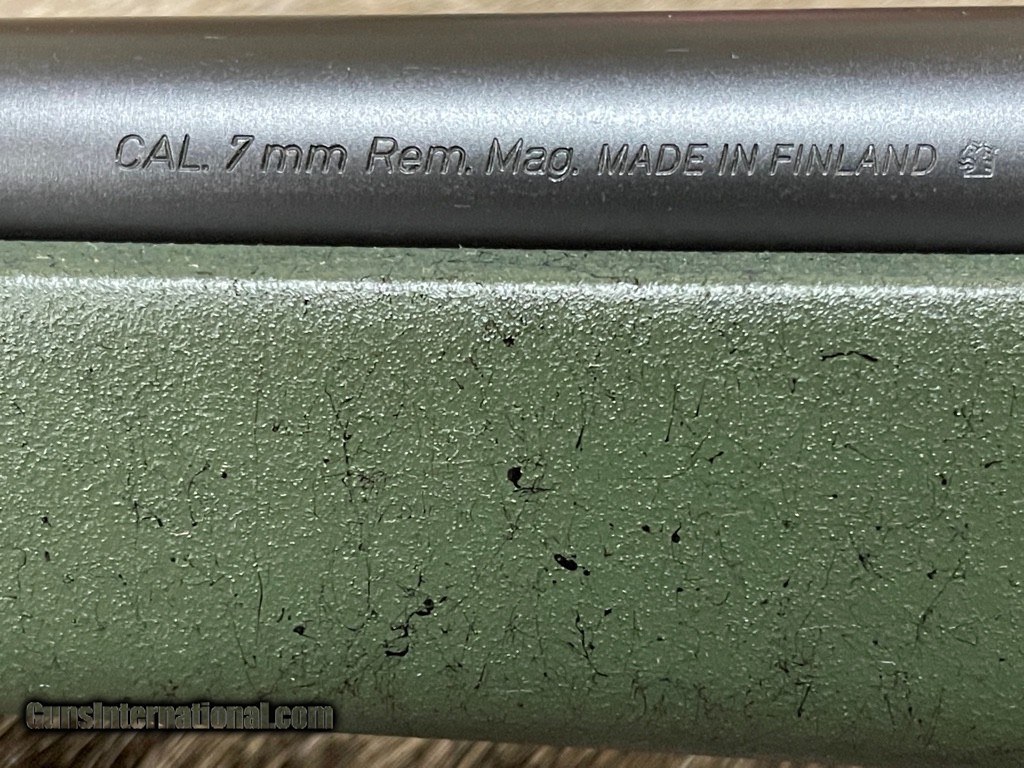 CAL. 7 mm Rem. Mag. MADE IN FINLAND
GunsInternational.com